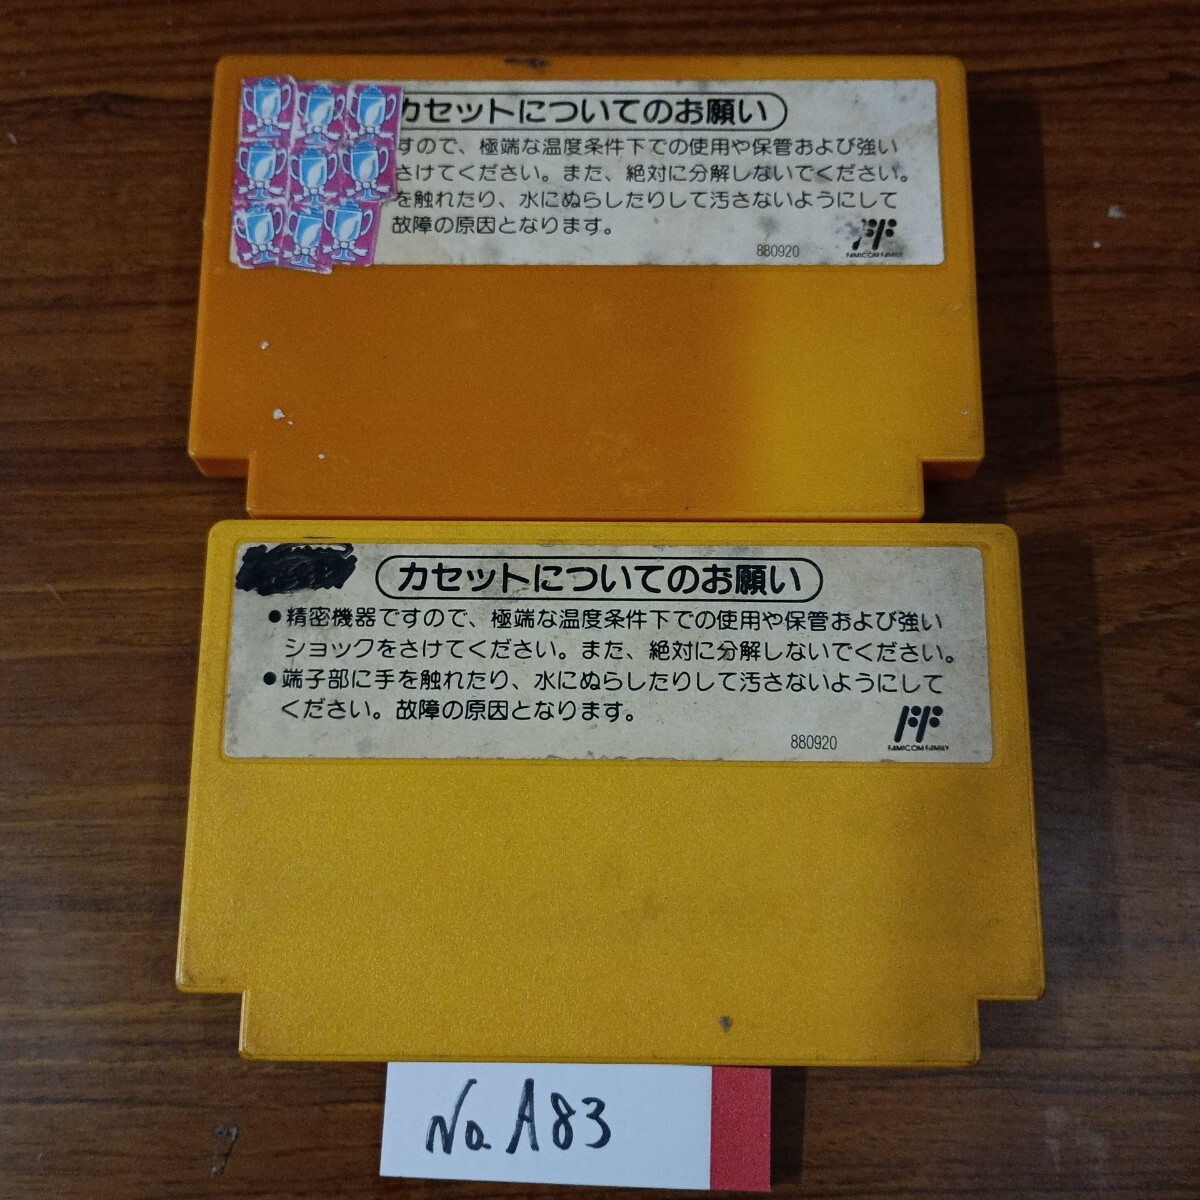 カセットについてのお願い
すので、極端な温度条件下での使用や保管および強い
さけてください。また、絶対に分解しないでください。
を触れたり、水にぬらしたりして汚さないようにして
故障の原因となります。
880920
FAMICOM FAMILY
カセットについてのお願い
●精密機器ですので、極端な温度条件下での使用や保管および強い
ショックをさけてください。また、絶対に分解しないでください。
●端子部に手を触れたり、水にぬらしたりして汚さないようにして
ください。故障の原因となります。
880920
FAMICOM FAMILY
No. A83